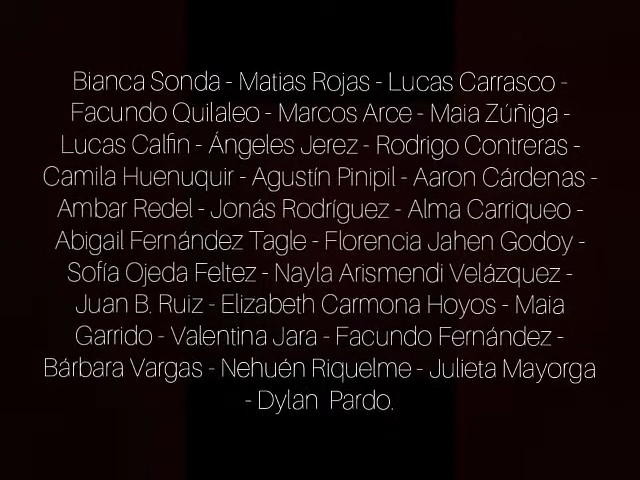 Bianca Sonda - Matias Rojas - Lucas Carrasco -
Facundo Quilaleo - Marcos Arce - Maia Zúñiga -
Lucas Calfin - Ángeles Jerez - Rodrigo Contreras -
Camila Huenuquir - Agustín Pinipil - Aaron Cárdenas -
Ambar Redel - Jonás Rodríguez - Alma Carriqueo -
Abigail Fernández Tagle - Florencia Jahen Godoy -
Sofía Ojeda Feltez - Nayla Arismendi Velázquez -
Juan B. Ruiz - Elizabeth Carmona Hoyos - Maia
Garrido - Valentina Jara - Facundo Fernández -
Bárbara Vargas - Nehuén Riquelme - Julieta Mayorga
- Dylan  Pardo.